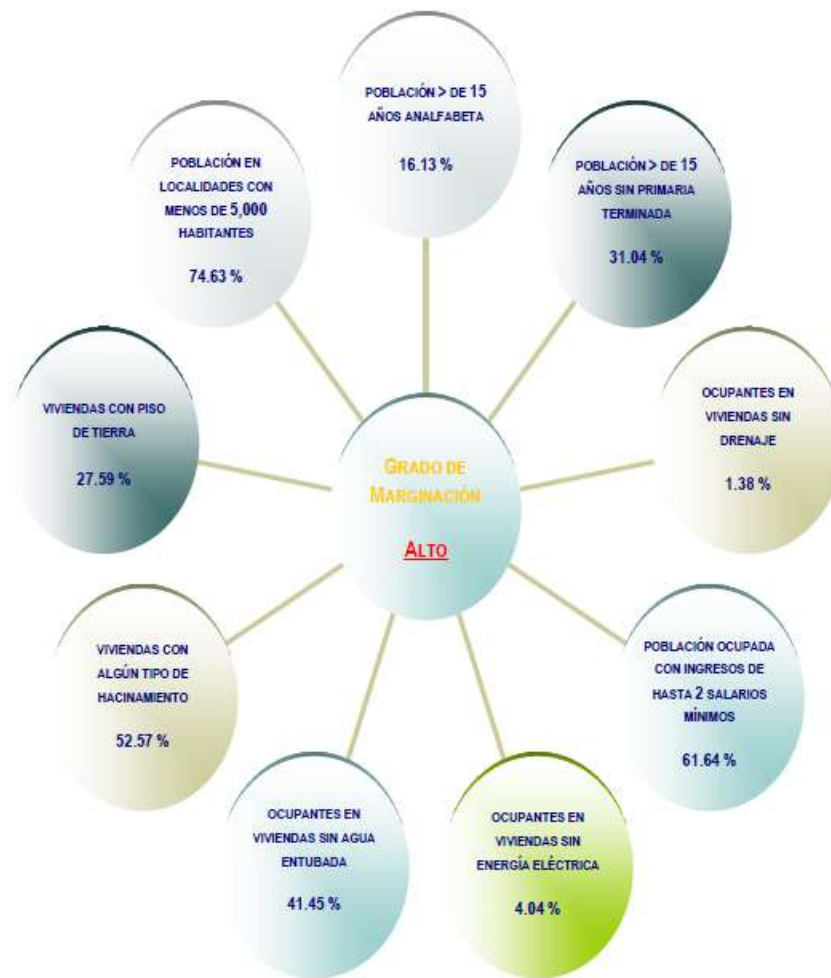 POBLACIÓN > DE 15
AÑOS ANALFABETA
16.13 %
POBLACIÓN > DE 15
AÑOS SIN PRIMARIA
TERMINADA
31.04 %
OCUPANTES EN
VIVIENDAS SIN
DRENAJE
1.38 %
POBLACIÓN OCUPADA
CON INGRESOS DE
HASTA 2 SALARIOS
MÍNIMOS
61.64 %
OCUPANTES EN
VIVIENDAS SIN
ENERGÍA ELÉCTRICA
4.04 %
OCUPANTES EN
VIVIENDAS SIN AGUA
ENTUBADA
41.45 %
VIVIENDAS CON
ALGÚN TIPO DE
HACINAMIENTO
52.57 %
VIVIENDAS CON PISO
DE TIERRA
27.59 %
POBLACIÓN EN
LOCALIDADES CON
MENOS DE 5,000
HABITANTES
74.63 %
GRADO DE
MARGINACIÓN
ALTO